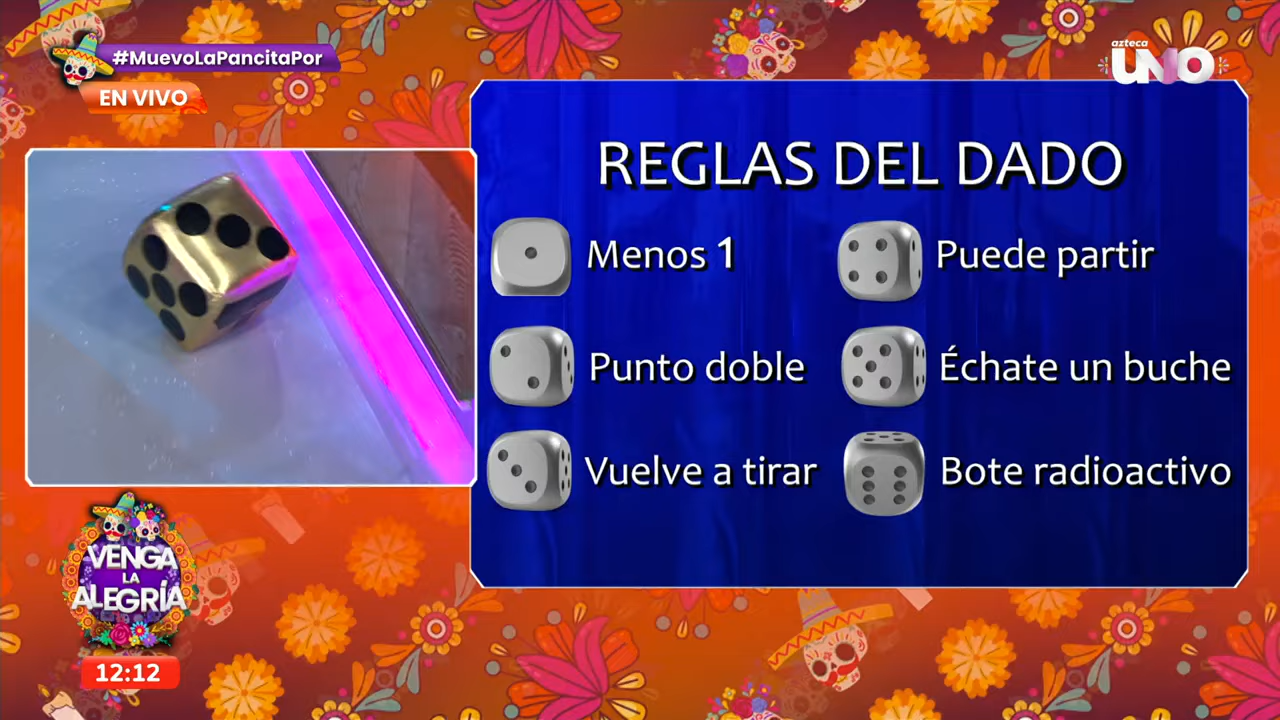 #MuevoLaPancitaPor
EN VIVO
azteca
UNO
REGLAS DEL DADO
Menos 1
Puede partir
Punto doble
Échate un buche
Vuelve a tirar
Bote radioactivo
VENGA
LA
ALEGRÍA
12:12